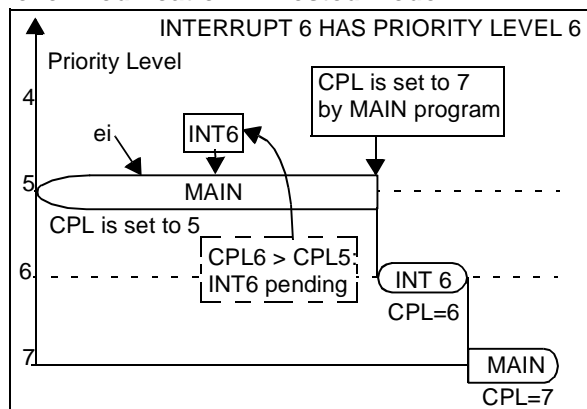 INTERRUPT 6 HAS PRIORITY LEVEL 6
Priority Level
CPL is set to 7
by MAIN program
4
ei
INT6
5
MAIN
CPL is set to 5
CPL6 > CPL5:
INT6 pending
6
INT 6
CPL=6
7
MAIN
CPL=7